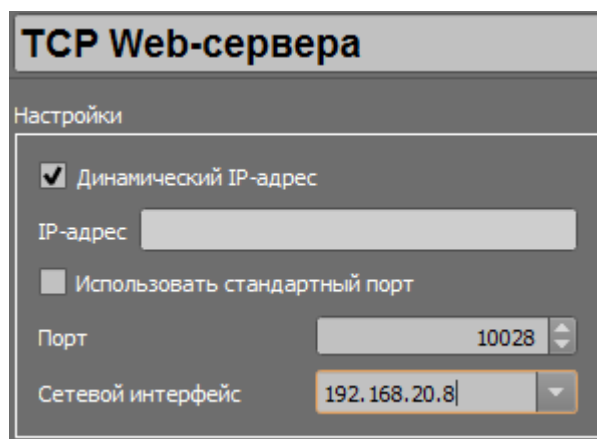 TCP Web-сервера
Настройки
Динамический IP-адрес
IP-адрес
Использовать стандартный порт
Порт 10028
Сетевой интерфейс 192.168.20.8